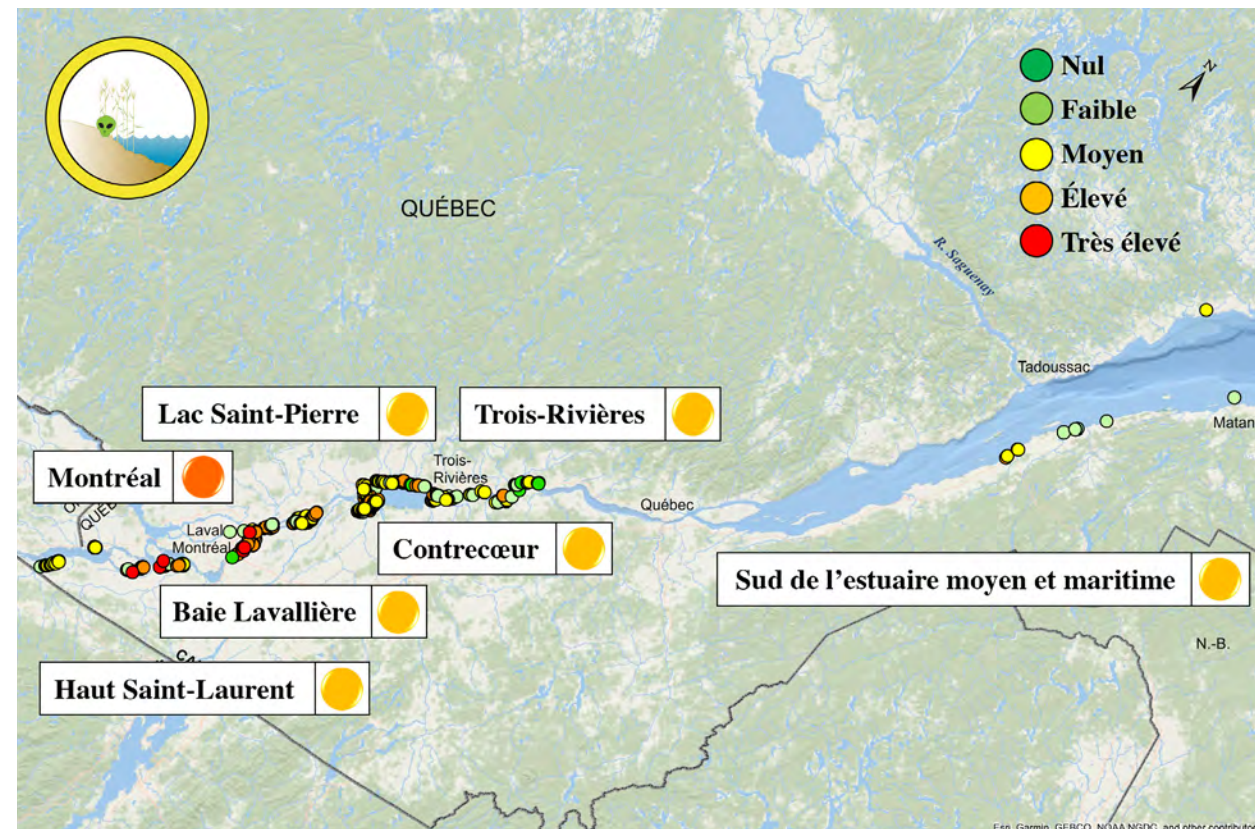 N
Nul
Faible
Moyen
Élevé
Très élevé
QUÉBEC
R. Saguenay
Tadoussac
Matan
Lac Saint-Pierre
Trois-Rivières
Montréal
Trois-
Rivières
QUÉB
Laval
Montréal
Québec
Contrecœur
Sud de l'estuaire moyen et maritime
Baie Lavallière
N.-B.
Haut Saint-Laurent
Esri, Garmin, GEBCO, NOAA NGDC, and other contributo